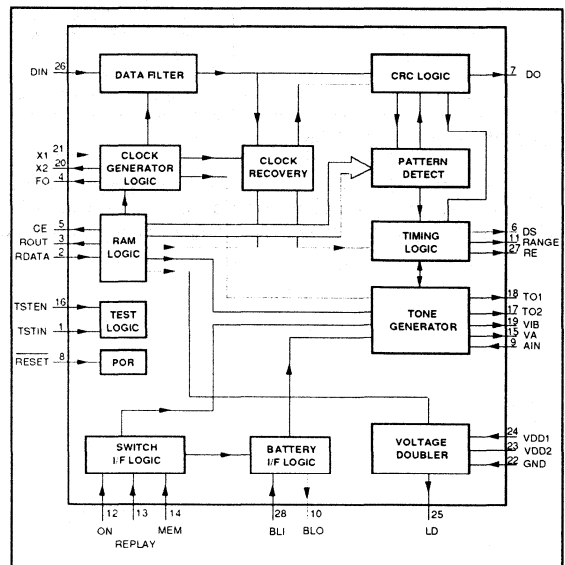 DIN 26 DATA FILTER CRC LOGIC 7 DO
X1 21
X2 20
FO 4
CLOCK
GENERATOR
LOGIC
CLOCK
RECOVERY
PATTERN
DETECT
CE 5
ROUT 3
RDATA 2
RAM
LOGIC
TIMING
LOGIC
6 DS
11 RANGE
27 RE
TSTEN 16
TSTIN 1
TEST
LOGIC
TONE
GENERATOR
18 TO1
17 TO2
19 VIB
15 VA
9 AIN
RESET 8 POR
SWITCH
I/F LOGIC
BATTERY
I/F LOGIC
VOLTAGE
DOUBLER
24 VDD1
23 VDD2
22 GND
12 13 14 28 10 25
ON MEM BLI BLO LD
REPLAY